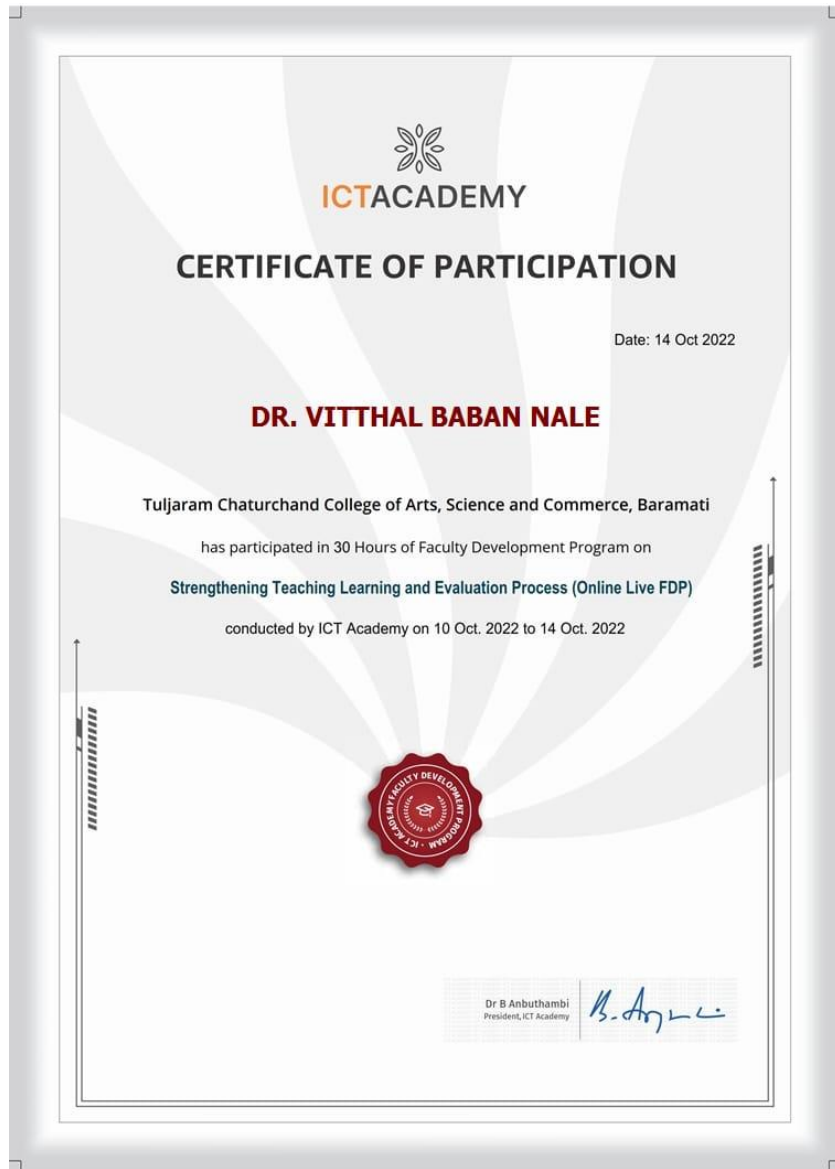 ICTACADEMY
CERTIFICATE OF PARTICIPATION
Date: 14 Oct 2022
DR. VITTHAL BABAN NALE
Tuljaram Chaturchand College of Arts, Science and Commerce, Baramati
has participated in 30 Hours of Faculty Development Program on
Strengthening Teaching Learning and Evaluation Process (Online Live FDP)
conducted by ICT Academy on 10 Oct. 2022 to 14 Oct. 2022
FACULTY DEVELOPMENT PROGRAM · ICT ACADEMY
Dr B Anbuthambi
President, ICT Academy